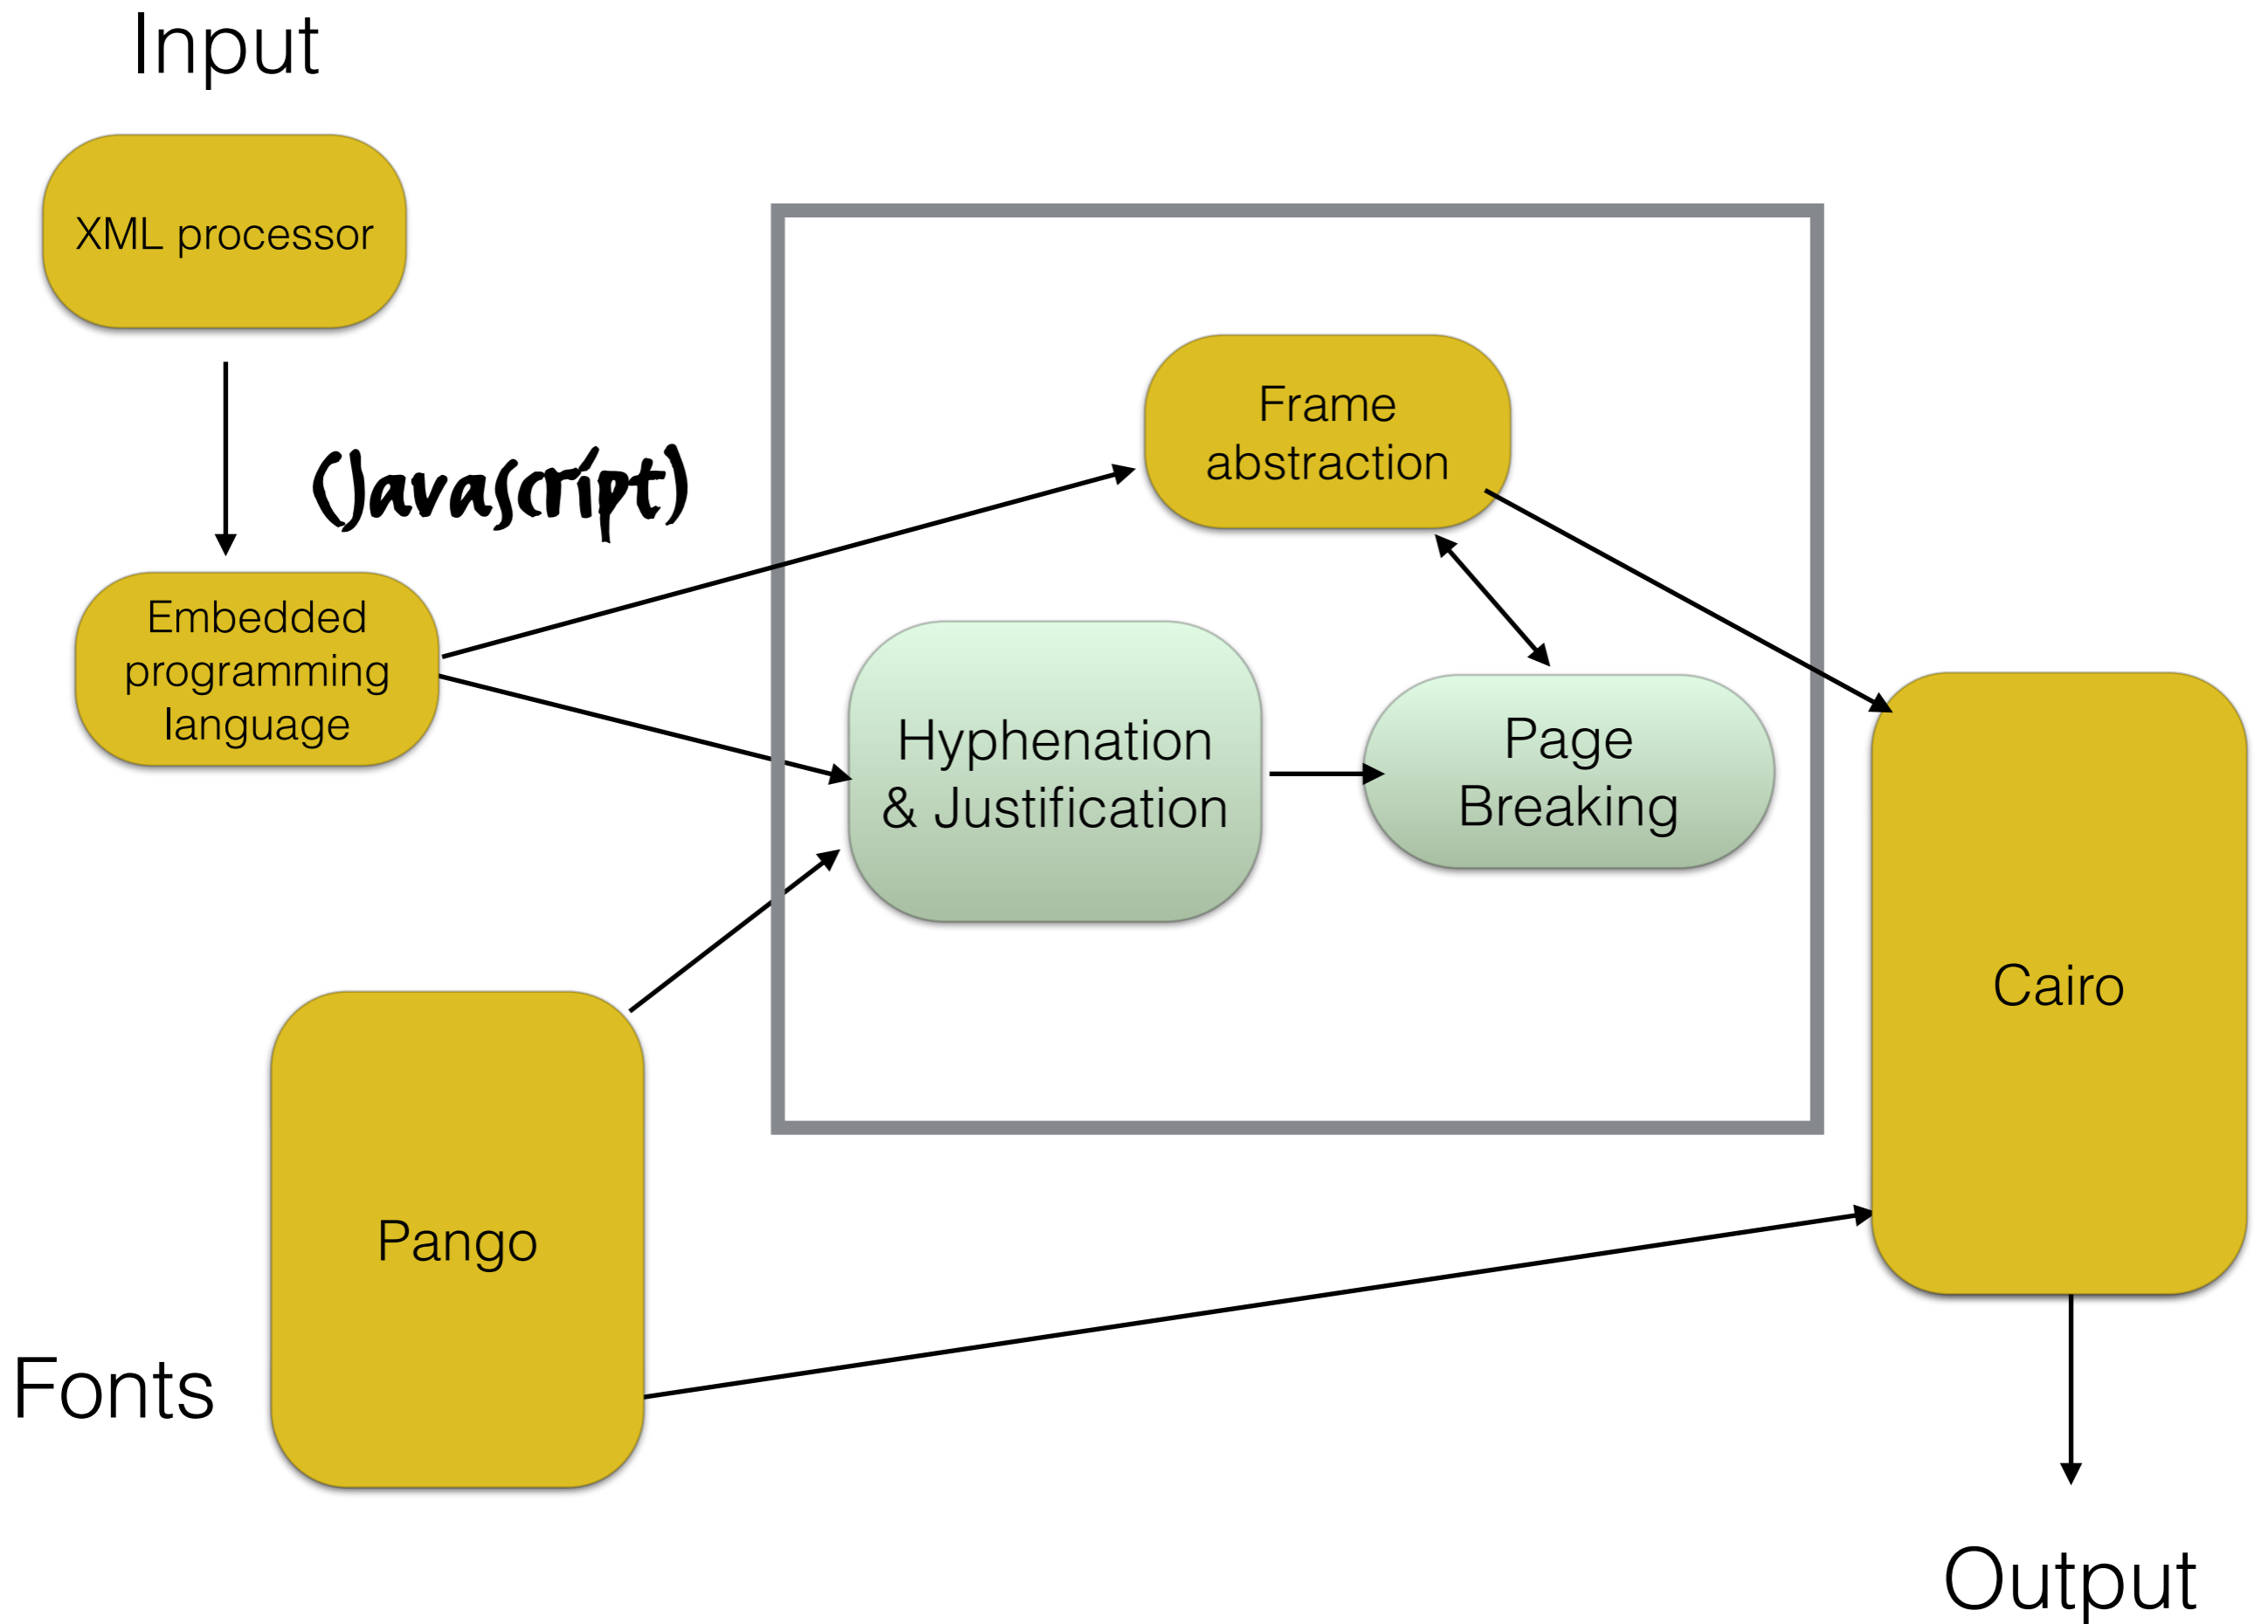 Input
XML processor
(Javascript)
Embedded
programming
language
Frame
abstraction
Hyphenation
& Justification
Page
Breaking
Cairo
Pango
Fonts
Output